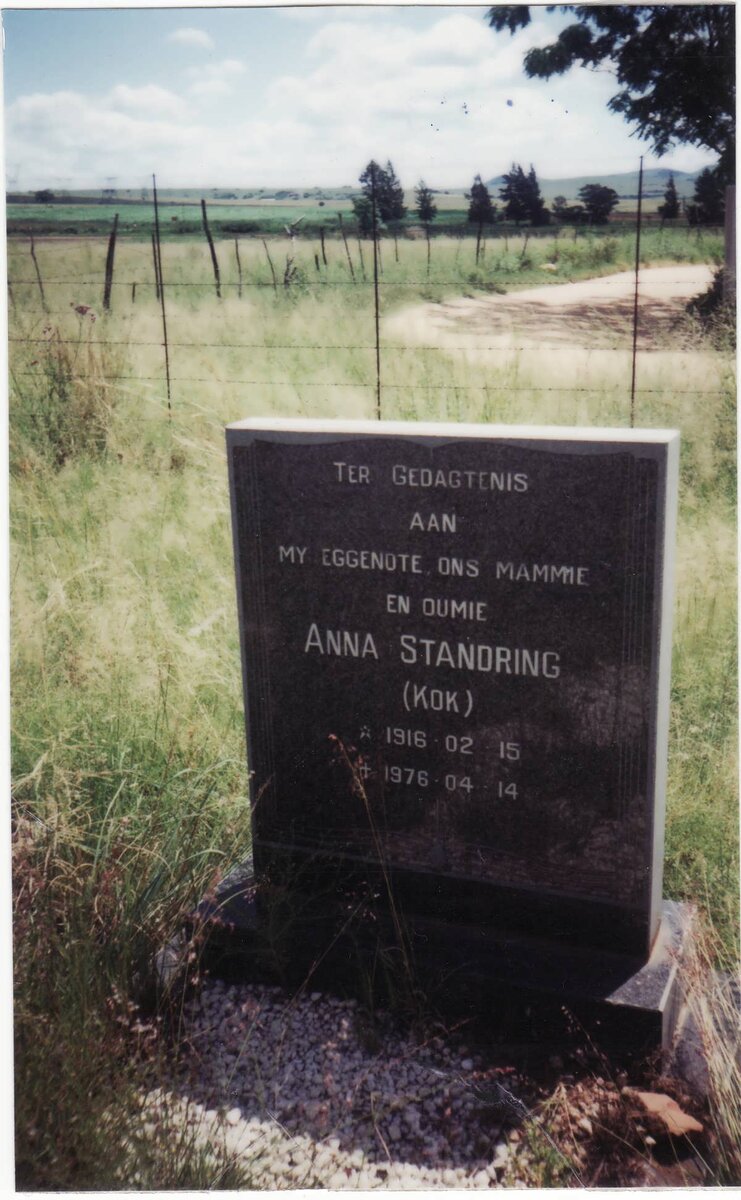 TER GEDAGTENIS
AAN
MY EGGENOTE, ONS MAMMIE
EN OUMIE
ANNA STANDRING
(KOK)
☆ 1916·02·15
✝ 1976·04·14